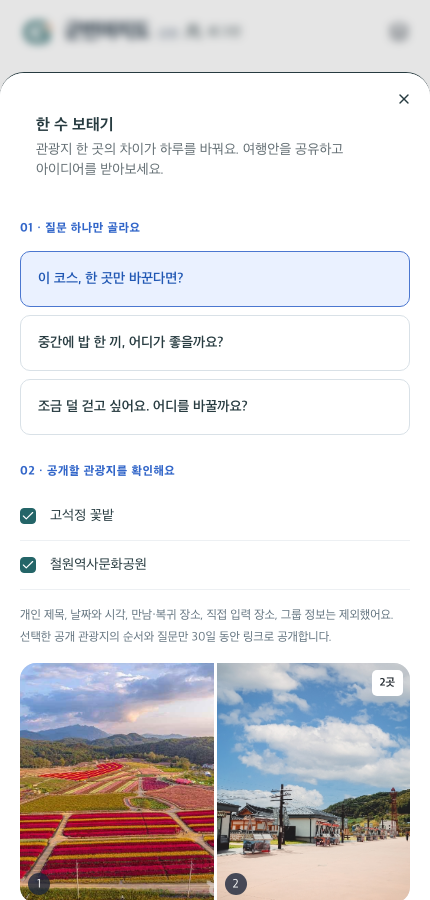 한 수 보태기
관광지 한 곳의 차이가 하루를 바꿔요. 여행안을 공유하고
아이디어를 받아보세요.
01 · 질문 하나만 골라요
이 코스, 한 곳만 바꾼다면?
중간에 밥 한 끼, 어디가 좋을까요?
조금 덜 걷고 싶어요. 어디를 바꿀까요?
02 · 공개할 관광지를 확인해요
고석정 꽃밭
철원역사문화공원
개인 제목, 날짜와 시각, 만남·복귀 장소, 직접 입력 장소, 그룹 정보는 제외했어요.
선택한 공개 관광지의 순서와 질문만 30일 동안 링크로 공개합니다.
2곳
1
2